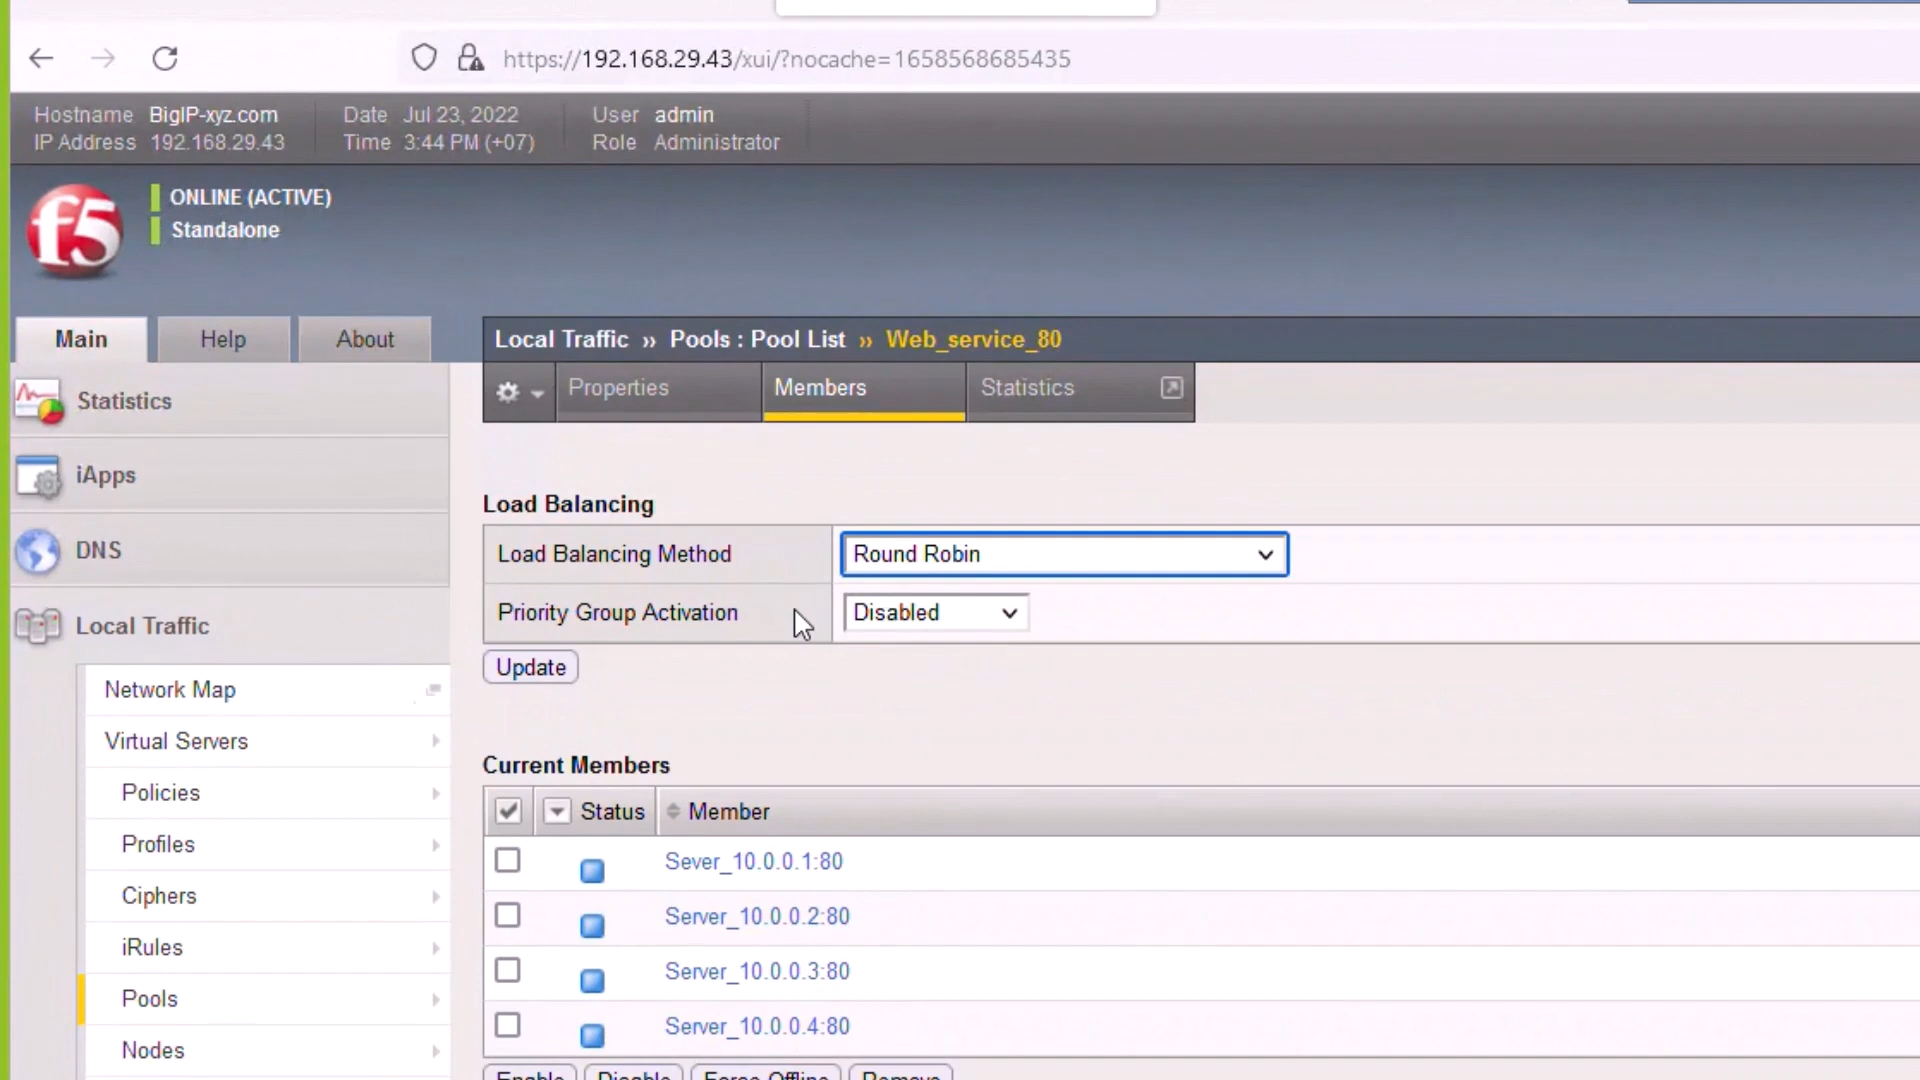 https://192.168.29.43/xui/?nocache=1658568685435
Hostname BigIP-xyz.com
IP Address 192.168.29.43
Date Jul 23, 2022
Time 3:44 PM (+07)
User admin
Role Administrator
f5
ONLINE (ACTIVE)
Standalone
Main
Help
About
Local Traffic » Pools : Pool List » Web_service_80
Properties
Members
Statistics
Statistics
iApps
DNS
Local Traffic
Network Map
Virtual Servers
Policies
Profiles
Ciphers
iRules
Pools
Nodes
Load Balancing
Load Balancing Method Round Robin
Priority Group Activation Disabled
Update
Current Members
Status Member
Sever_10.0.0.1:80
Server_10.0.0.2:80
Server_10.0.0.3:80
Server_10.0.0.4:80
Enable Disable Force Offline Remove